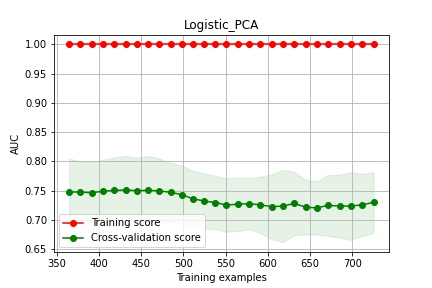 Logistic_PCA
1.00
0.95
0.90
0.85
0.80
0.75
0.70
0.65
AUC
Training score
Cross-validation score
350 400 450 500 550 600 650 700
Training examples